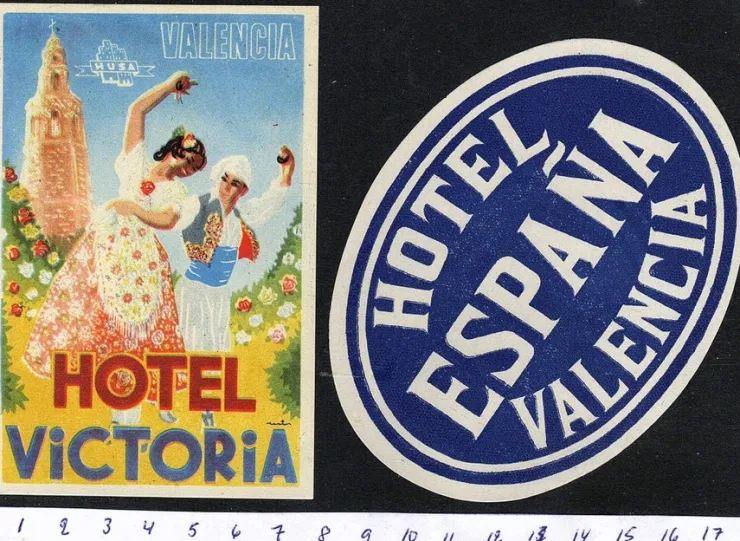 VALENCIA
HUSA
HOTEL
ViCTORiA
HOTEL
ESPAÑA
VALENCIA
1 2 3 4 5 6 7 8 9 10 11 12 13 14 15 16 17